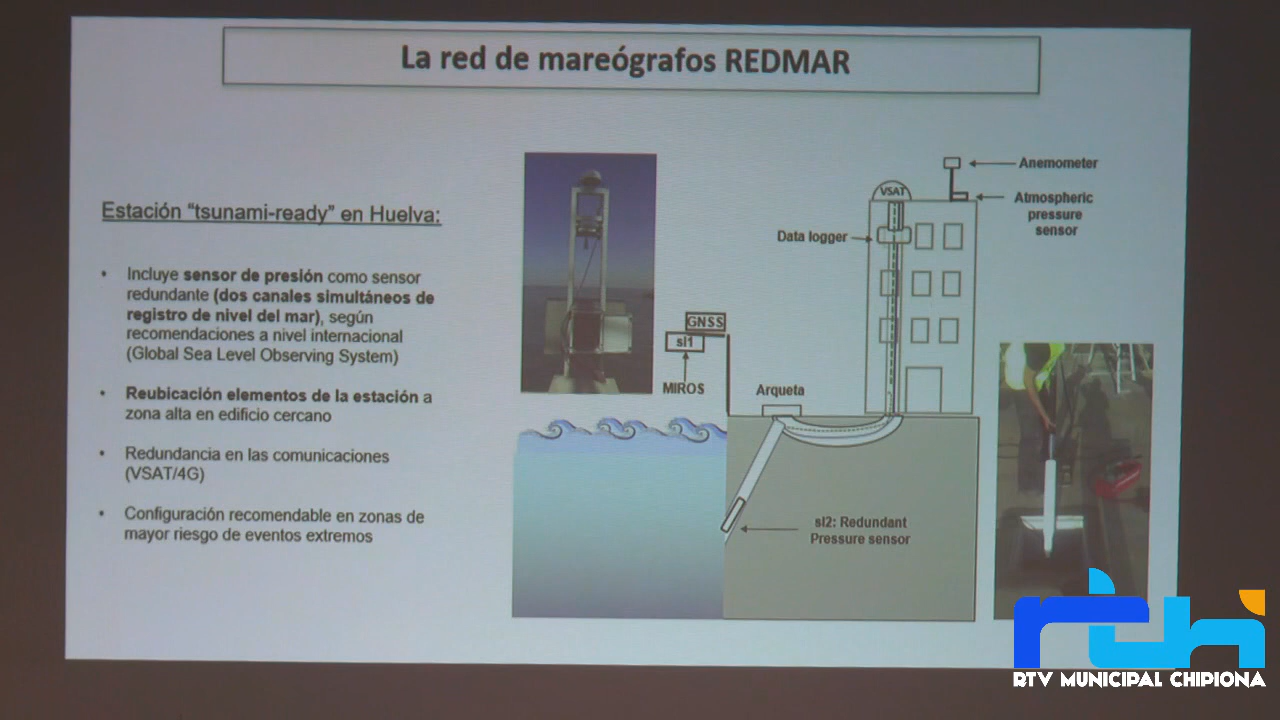 La red de mareógrafos REDMAR
Estación “tsunami-ready” en Huelva:
• Incluye sensor de presión como sensor
redundante (dos canales simultáneos de
registro de nivel del mar), según
recomendaciones a nivel internacional
(Global Sea Level Observing System)
• Reubicación elementos de la estación a
zona alta en edificio cercano
• Redundancia en las comunicaciones
(VSAT/4G)
• Configuración recomendable en zonas de
mayor riesgo de eventos extremos
Anemometer
VSAT
Atmospheric
pressure
sensor
Data logger
GNSS
sl1
MIROS
Arqueta
sl2: Redundant
Pressure sensor
rtch
RTV MUNICIPAL CHIPIONA